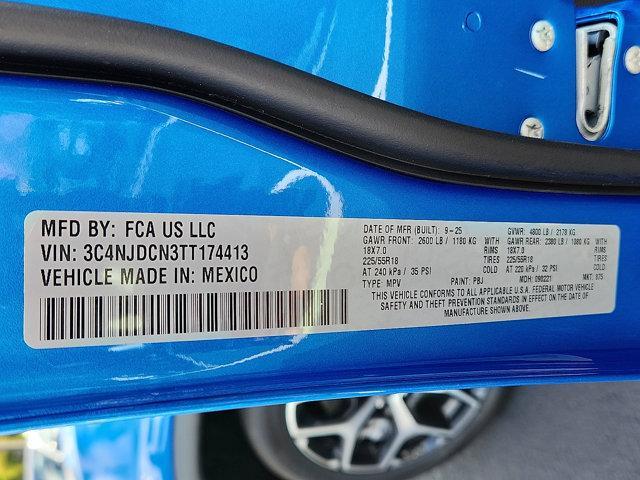 MFD BY: FCA US LLC
VIN: 3C4NJDCN3TT174413
VEHICLE MADE IN: MEXICO
DATE OF MFR (BUILT): 9-25 GVWR: 4800 LB / 2178 KG
GAWR FRONT: 2600 LB / 1180 KG WITH GAWR REAR: 2380 LB / 1080 KG WITH
18X7.0 RIMS 18X7.0 RIMS
225/55R18 TIRES 225/55R18 TIRES
AT 240 kPa / 35 PSI COLD AT 220 kPa / 32 PSI COLD
TYPE: MPV PAINT: PBJ MDH: 090221 MKT: 975
THIS VEHICLE CONFORMS TO ALL APPLICABLE U.S.A. FEDERAL MOTOR VEHICLE
SAFETY AND THEFT PREVENTION STANDARDS IN EFFECT ON THE DATE OF
MANUFACTURE SHOWN ABOVE.